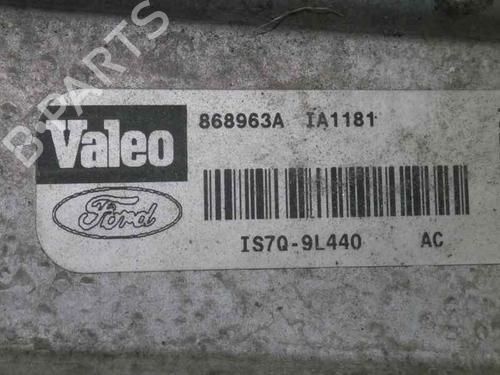 B-PARTS
Valeo
868963A IA1181
Ford
IS7Q-9L440 AC